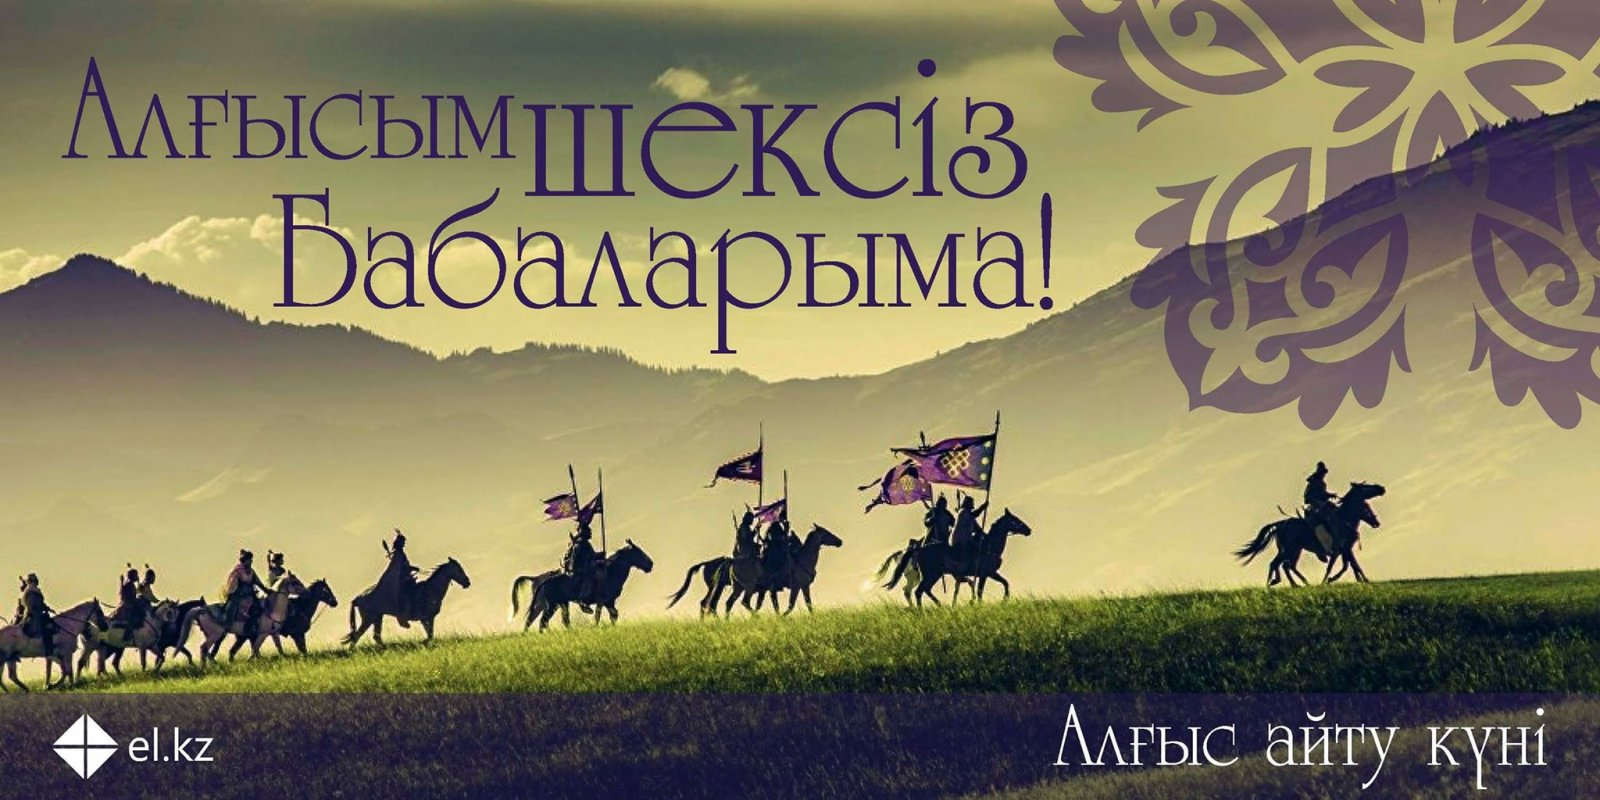 Алғысым шексіз
Бабаларыма!
el.kz
Алғыс айту күні